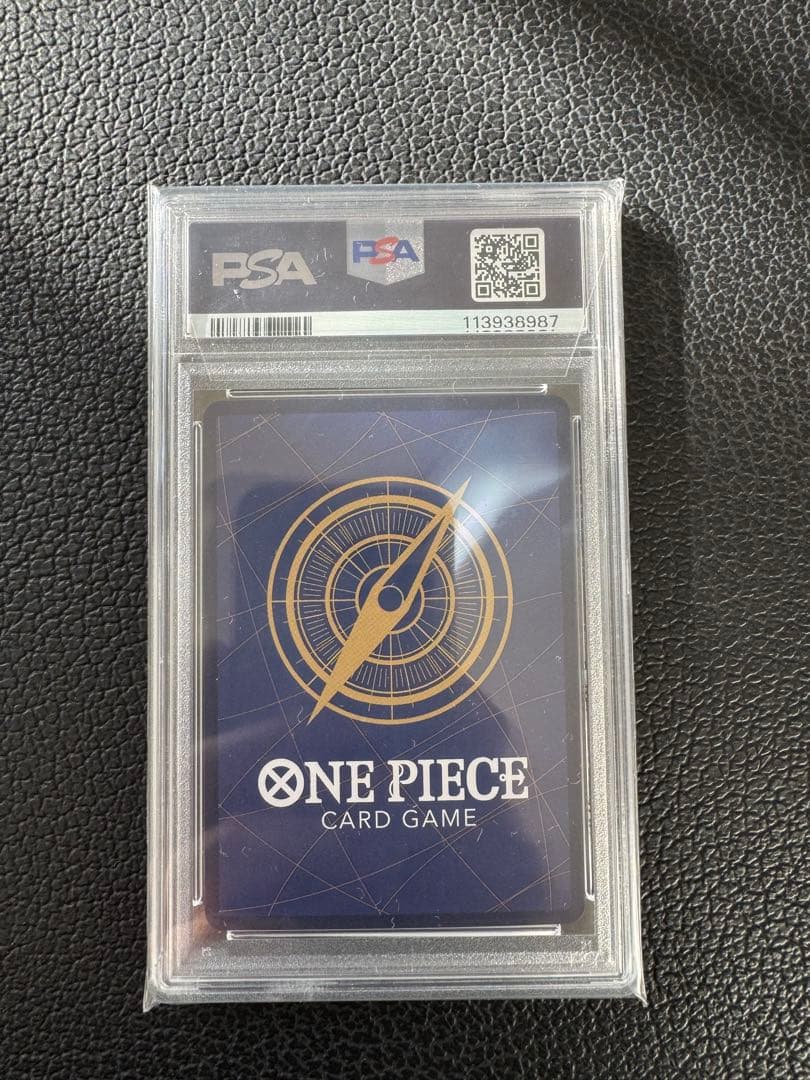 PSA
PSA
113938987
ONE PIECE
CARD GAME